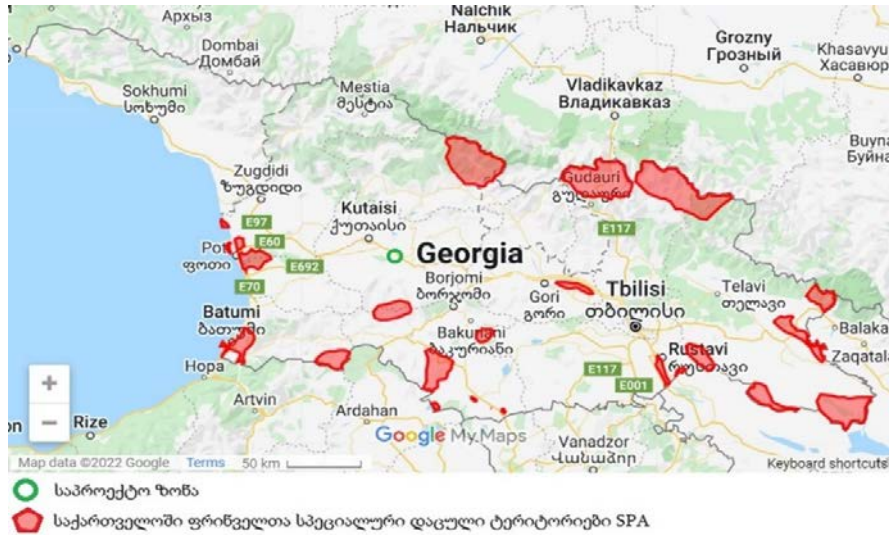 Архыз
Nalchik
Нальчик
Dombai
Домбай
Grozny
Грозный
Khasavyur
Хасавюр
Sokhumi
სოხუმი
Mestia
მესტია
Vladikavkaz
Владикавказ
Buyna
Буйна
Zugdidi
ზუგდიდი
Gudauri
გუდაური
Kutaisi
ქუთაისი
E97
E60
E117
Pot
ფოთი
E692
Georgia
E70
Borjomi
ბორჯომი
Gori
გორი
Tbilisi
თბილისი
Telavi
თელავი
Batumi
ბათუმი
Bakuriani
ბაკურიანი
Balaka
Rustavi
რუსთავი
Zaqatala
Hopa
E117
E001
Artvin
Ardahan
on
Rize
Google My Maps
Vanadzor
Վանաձոր
Map data ©2022 Google
Terms
50 km
Keyboard shortcuts
საპროექტო ზონა
საქართველოში ფრინველთა სპეციალური დაცული ტერიტორიები SPA